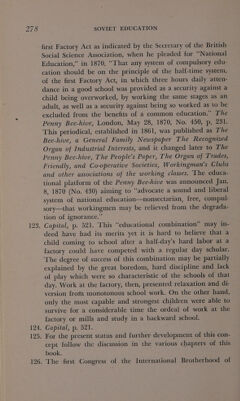 278 SOVIET EDUCATION
first Factory Act as indicated by the Secretary of the British
Social Science Association, when he pleaded for "National
Education," in 1870, "That any system of compulsory edu-
cation should be on the principle of the half-time system,
of the first Factory Act, in which three hours daily atten-
dance in a good school was provided as a security against a
child being overworked, by working the same stages as an
adult, as well as a security against being so worked as to be
excluded from the benefits of a common education." The
Penny Bee-hive, London, May 28, 1870, No. 450, p. 231.
This periodical, established in 1861, was published as The
Bee-hive, a General Family Newspaper The Recognized
Organ of Industrial Interests, and it changed later to The
Penny Bee-hive, The People's Paper, The Organ of Trades,
Friendly, and Co-operative Societies, Workingman's Clubs
and other associations of the working classes. The educa-
tional platform of the Penny Bee-hive was announced Jan.
8, 1870 (No. 430) aiming to "advocate a sound and liberal
system of national education—nonsectarian, free, compul-
sory—that workingmen may be relieved from the degrada-
tion of ignorance."
123. Capital, p. 521. This "educational combination" may in-
deed have had its merits yet it is hard to believe that a
child coming to school after a half-day's hard labor at a
factory could have competed with a regular day scholar.
The degree of success of this combination may be partially
explained by the great boredom, hard discipline and lack
of play which were so characteristic of the schools of that
day. Work at the factory, then, presented relaxation and di-
version from monotonous school work. On the other hand,
only the most capable and strongest children were able to
survive for a considerable time the ordeal of work at the
factory or mills and study in a backward school.
124. Capital, p. 521.
125. For the present status and further development of this con-
cept follow the discussion in the various chapters of this
book.
126. The first Congress of the International Brotherhood of